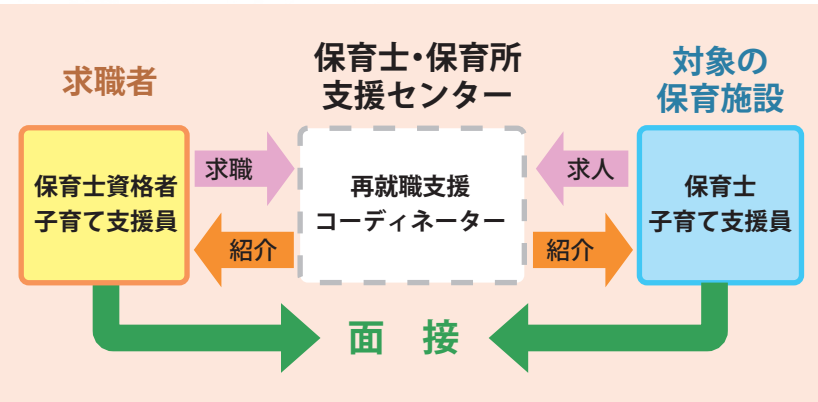 求職者
保育士・保育所
支援センター
対象の
保育施設
保育士資格者
子育て支援員
求職
紹介
再就職支援
コーディネーター
求人
紹介
保育士
子育て支援員
面　接